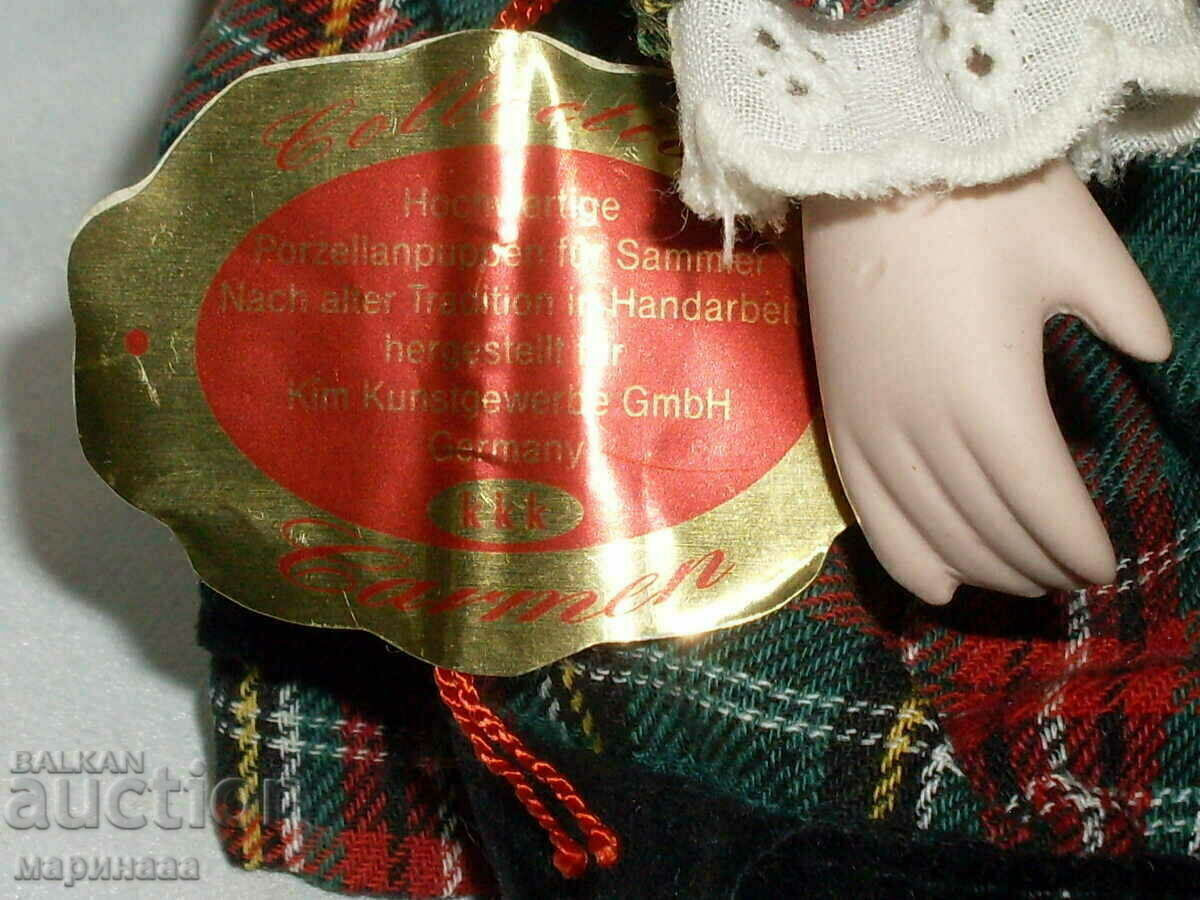 Hochwertige
Porzellanpuppen für Sammler
Nach alter Tradition in Handarbeit
hergestellt für
Kim Kunstgewerbe GmbH
Germany
kkk
Carmen
BALKAN
auction
маринааа